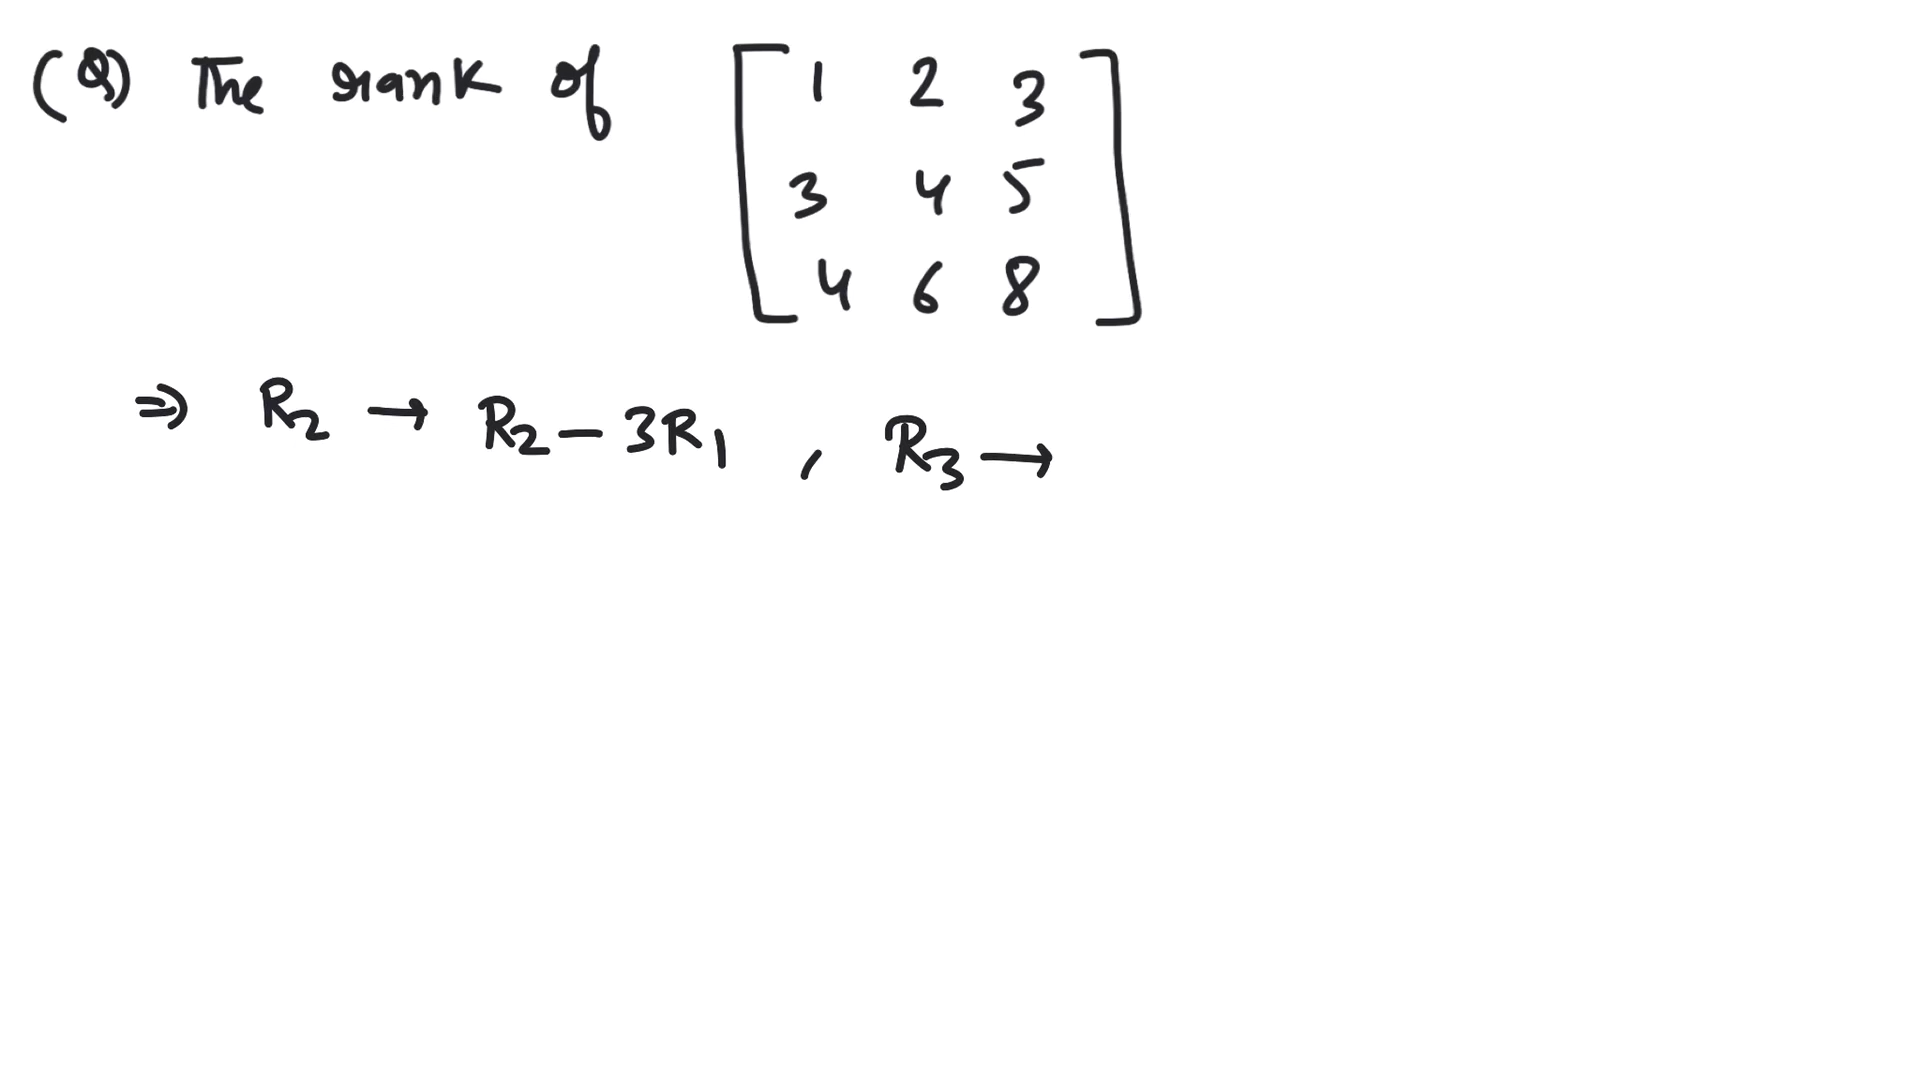 (Q) The rank of [ 1 2 3
3 4 5
4 6 8 ]
⇒ R₂ → R₂ - 3R₁ , R₃ →